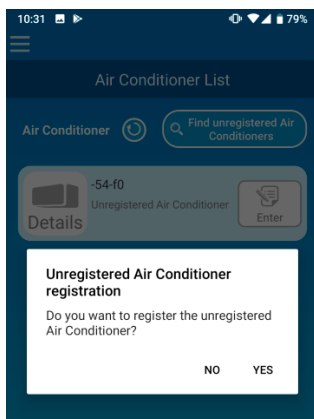 10:31 79%
Air Conditioner List
Air Conditioner
Find unregistered Air
Conditioners
-54-f0
Unregistered Air Conditioner
Details
Enter
Unregistered Air Conditioner
registration
Do you want to register the unregistered
Air Conditioner?
NO YES